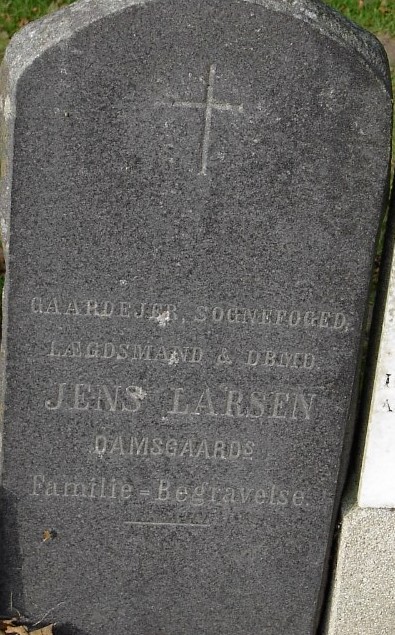 GAARDEJER, SOGNEFOGED,
LÆGDSMAND & DBMD
JENS LARSEN
DAMSGAARDS
Familie=Begravelse.